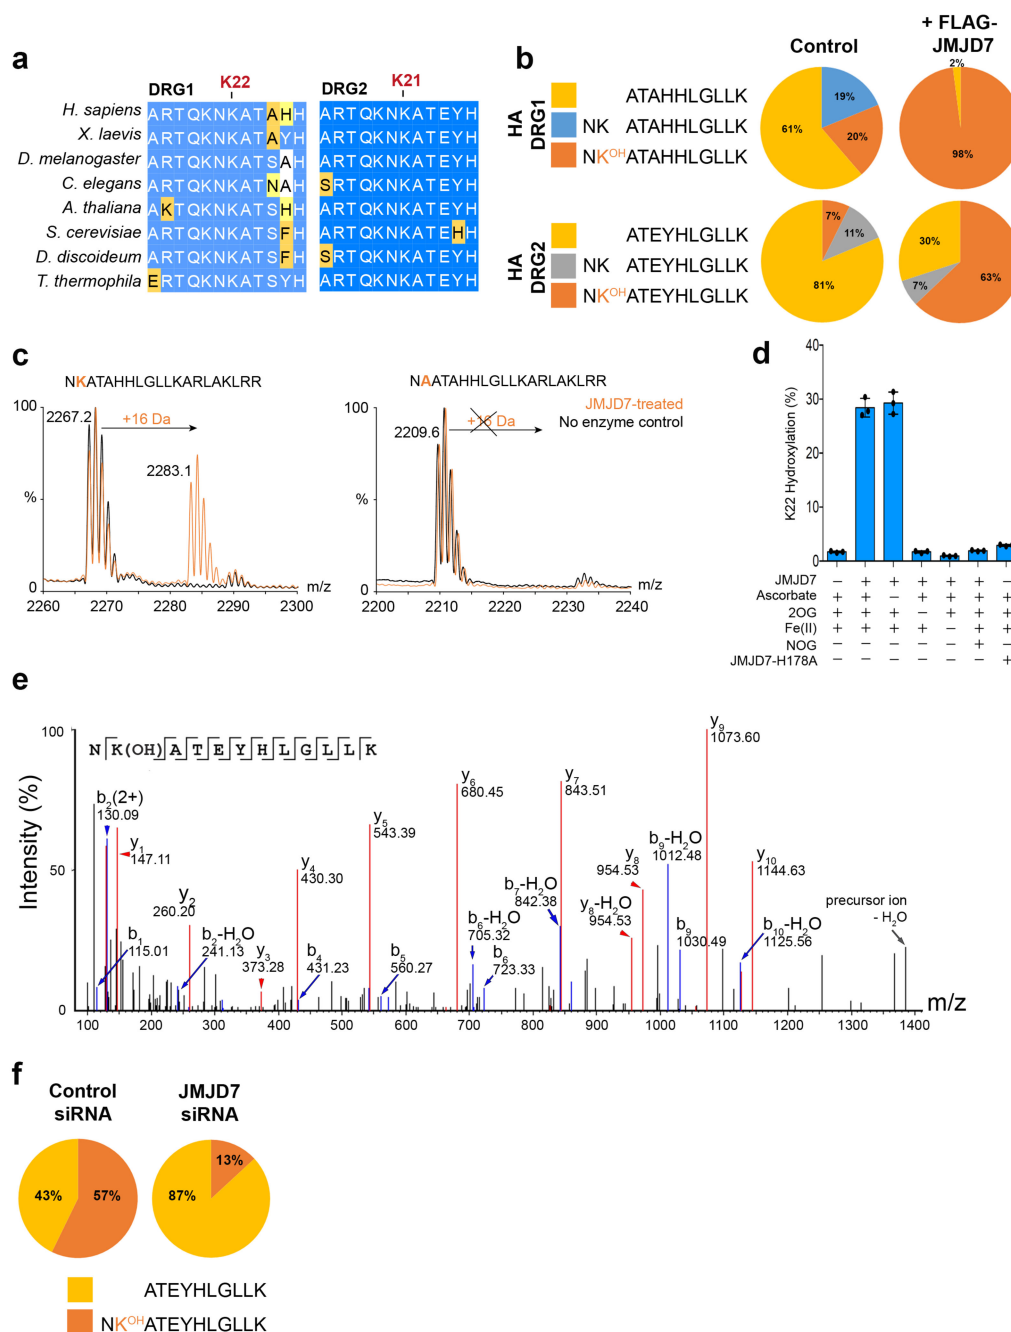 a
DRG1
K22
DRG2
K21
H. sapiens ARTQKNKATAHH ARTQKNKATEYH
X. laevis ARTQKNKATAYH ARTQKNKATEYH
D. melanogaster ARTQKNKATSAH ARTQKNKATEYH
C. elegans ARTQKNKATNAH SRTQKNKATEYH
A. thaliana AKTQKNKATSHH ARTQKNKATEYH
S. cerevisiae ARTQKNKATSFH ARTQKNKATEHH
D. discoideum ARTQKNKATSFH SRTQKNKATEYH
T. thermophila ERTQKNKATSYH ARTQKNKATEYH
b
Control
+ FLAG-
JMJD7
HA
DRG1
ATAHHLGLLK
NK ATAHHLGLLK
NK^OH ATAHHLGLLK
61%
19%
20%
2%
98%
HA
DRG2
ATEYHLGLLK
NK ATEYHLGLLK
NK^OH ATEYHLGLLK
7%
11%
81%
30%
7%
63%
c
NKATAHHLGLLKARLAKLRR
100
2267.2
+16 Da
2283.1
%
0
m/z
2260 2270 2280 2290 2300
NAATAHHLGLLKARLAKLRR
100
JMJD7-treated
+16 Da
No enzyme control
2209.6
%
0
m/z
2200 2210 2220 2230 2240
d
K22 Hydroxylation (%)
40
30
20
10
0
JMJD7 – + + + + + –
Ascorbate + + – + + + +
2OG + + + – + + +
Fe(II) + + + + – + +
NOG – – – – – + –
JMJD7-H178A – – – – – – +
e
Intensity (%)
100
50
0
N K(OH) A T E Y H L G L L K
b2(2+)
130.09
y1
147.11
y2
260.20
b1
115.01
b2-H2O
241.13
y3
373.28
y4
430.30
b4
431.23
y5
543.39
b5
560.27
y6
680.45
b6-H2O
705.32
b6
723.33
y7
843.51
b7-H2O
842.38
y8
954.53
y8-H2O
954.53
b9-H2O
1012.48
b9
1030.49
y9
1073.60
y10
1144.63
b10-H2O
1125.56
precursor ion
- H2O
m/z
100 200 300 400 500 600 700 800 900 1000 1100 1200 1300 1400
f
Control
siRNA
JMJD7
siRNA
43%
57%
87%
13%
ATEYHLGLLK
NK^OH ATEYHLGLLK